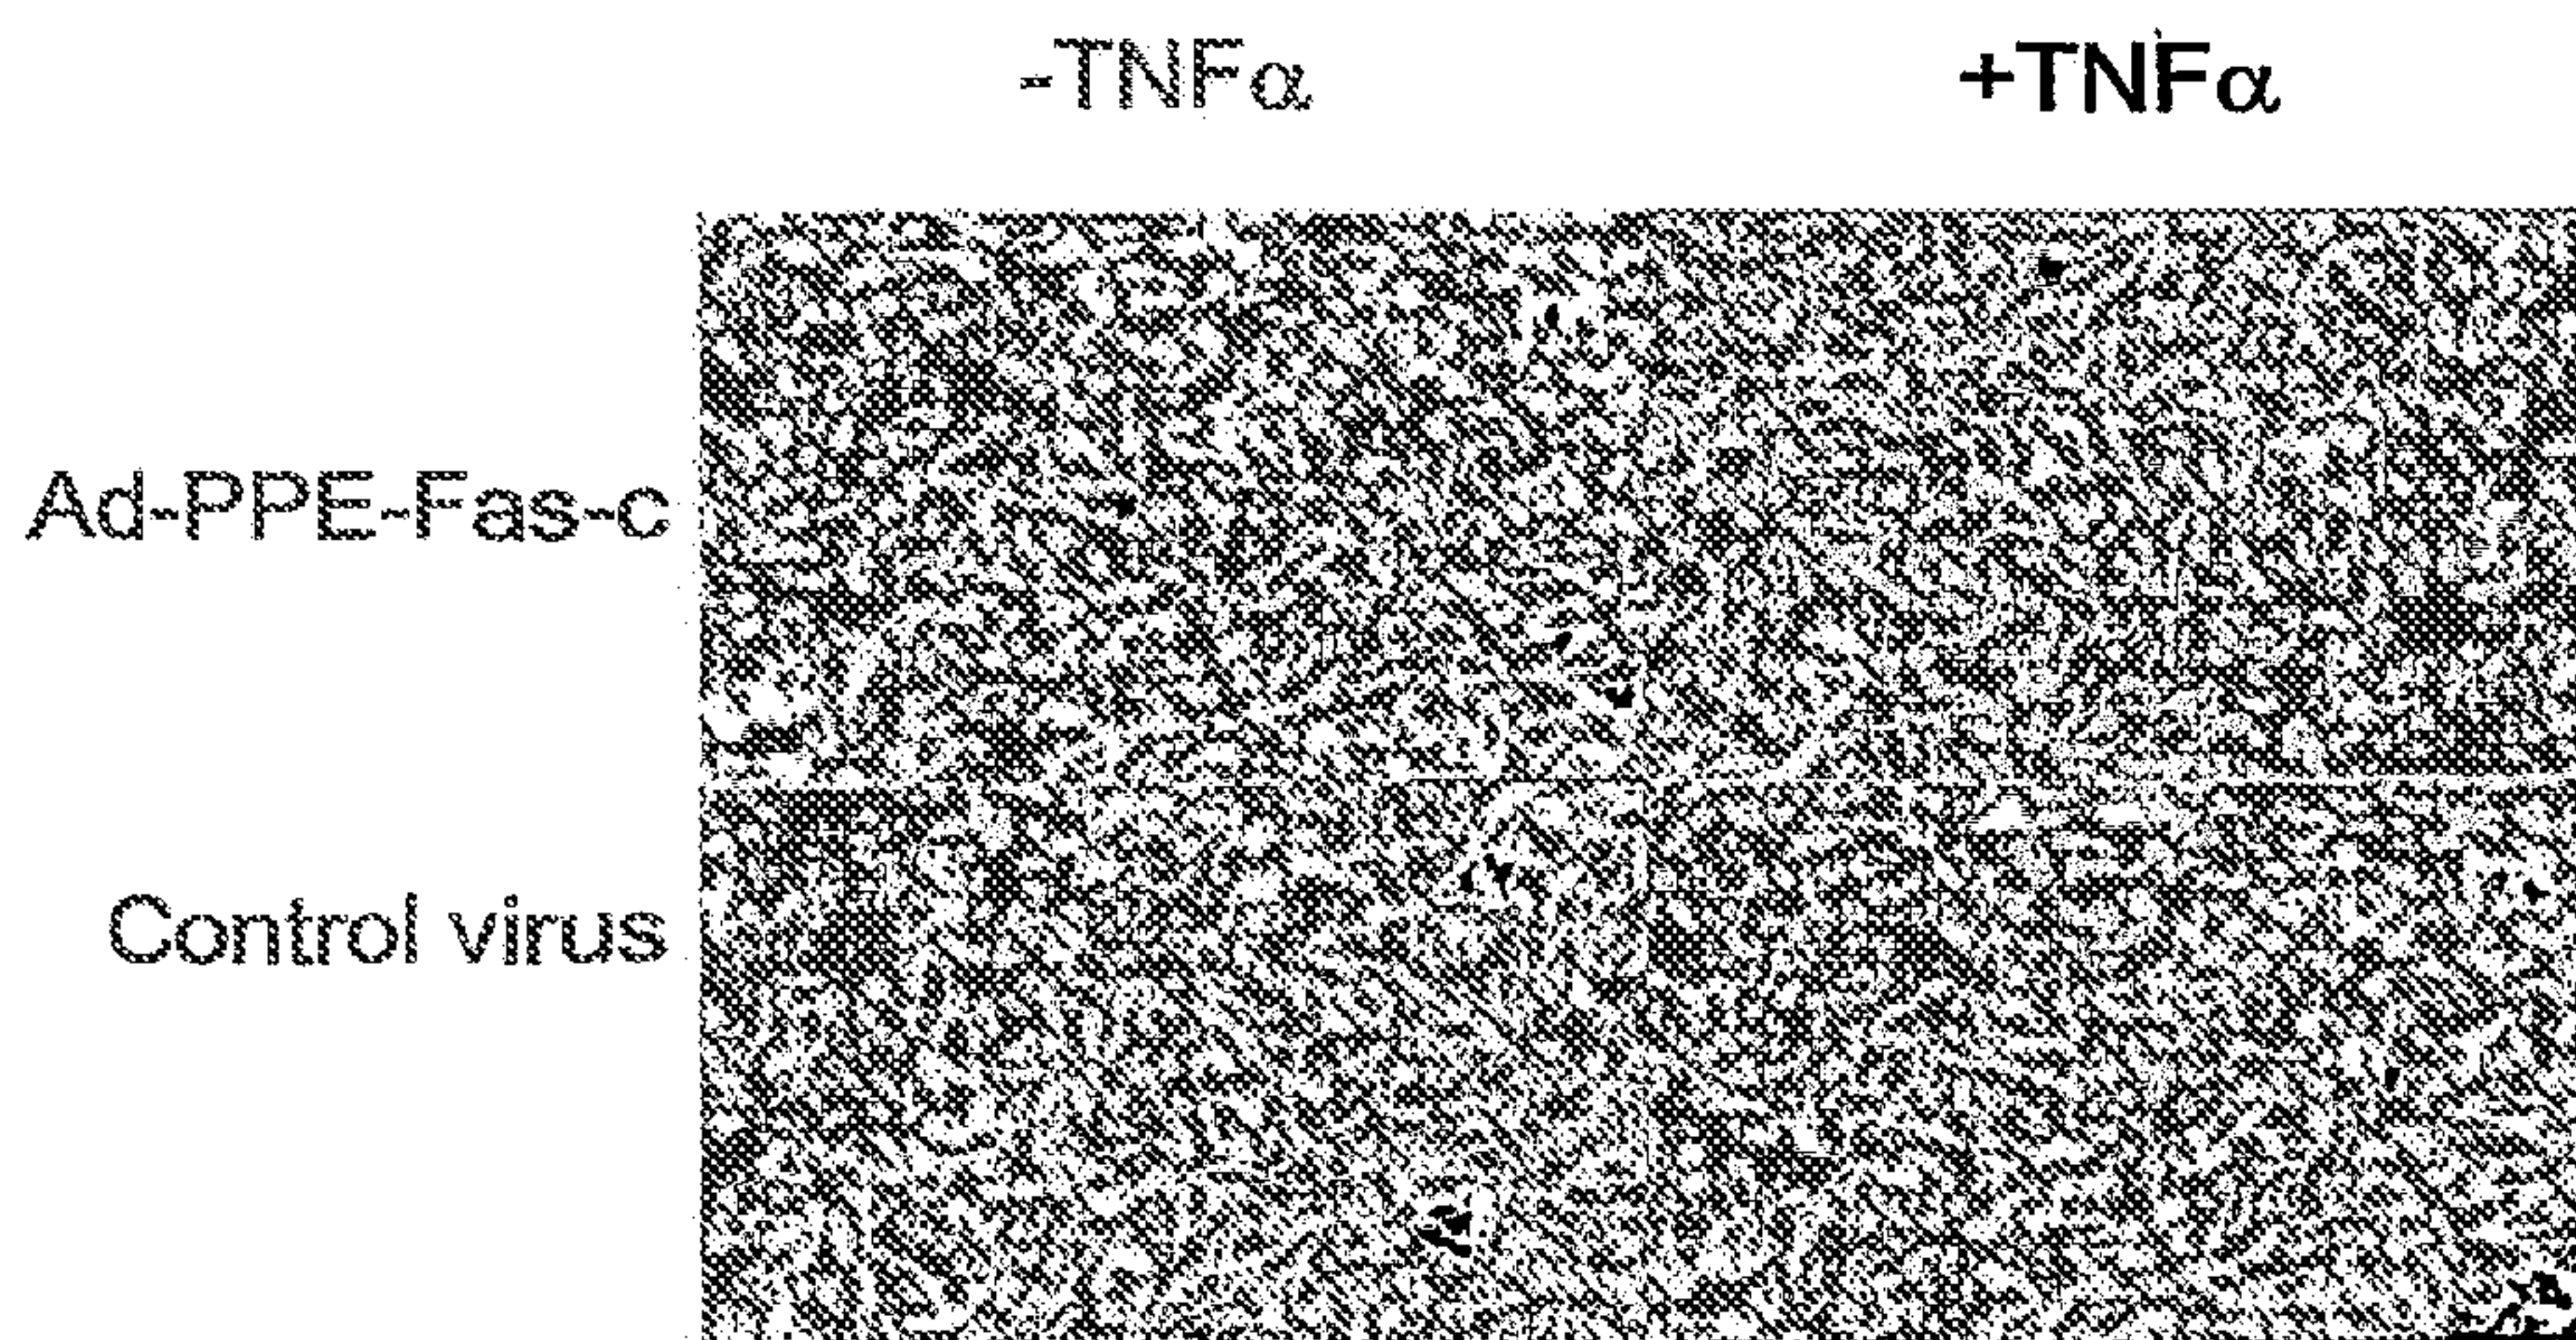 -TNFα +TNFα
Ad-PPE-Fas-c
Control virus